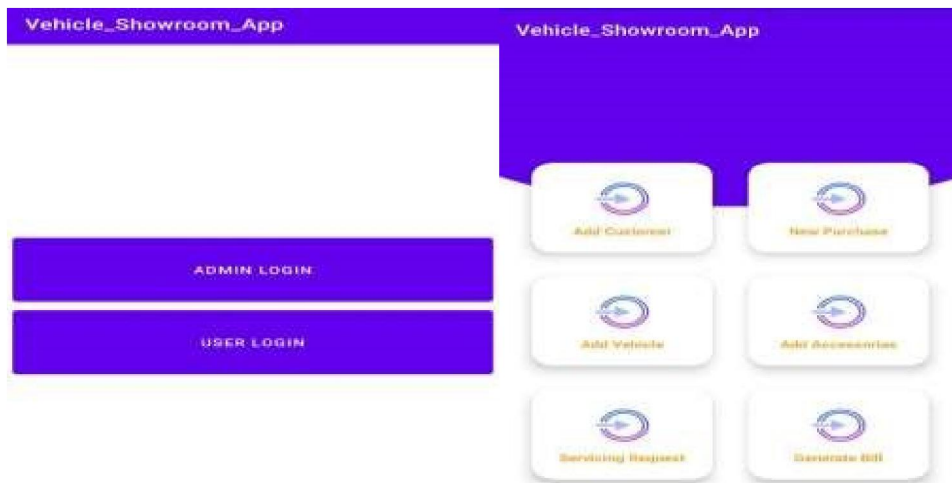 Vehicle_Showroom_App
ADMIN LOGIN
USER LOGIN
Vehicle_Showroom_App
Add Customer
New Purchase
Add Vehicle
Add Accessories
Servicing Request
Generate Bill